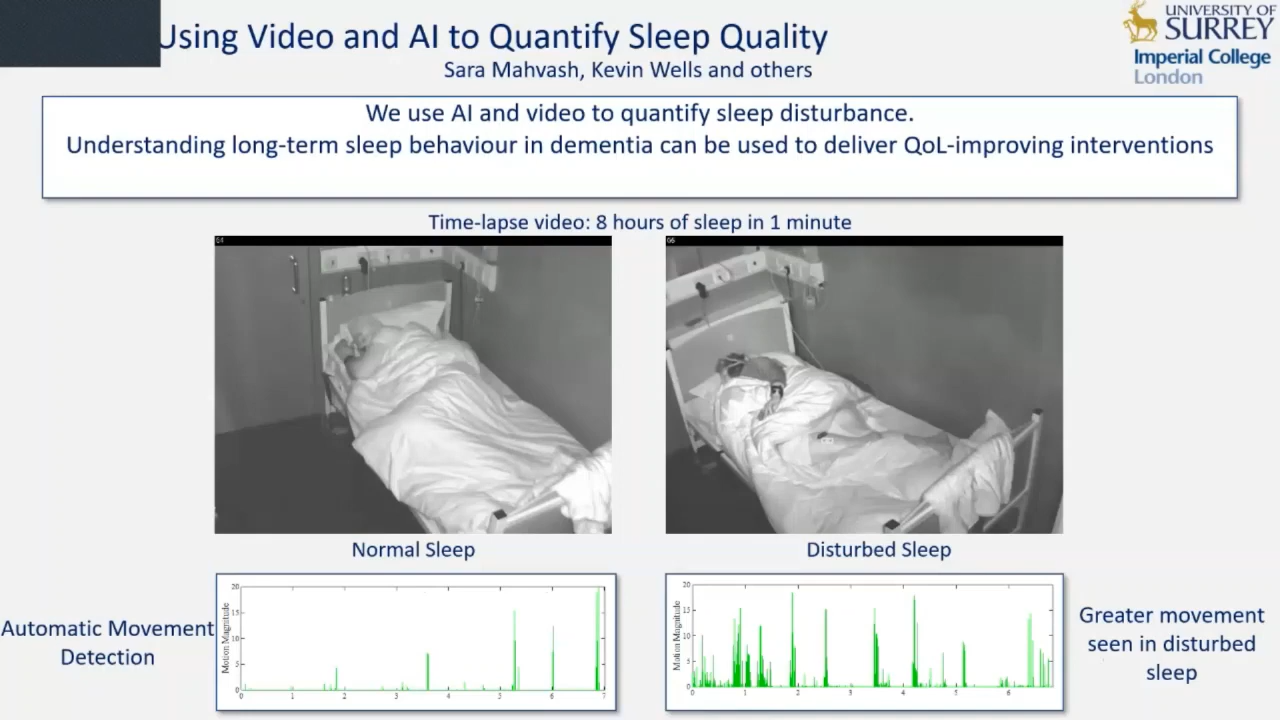 Using Video and AI to Quantify Sleep Quality
Sara Mahvash, Kevin Wells and others
UNIVERSITY OF
SURREY
Imperial College
London
We use AI and video to quantify sleep disturbance.
Understanding long-term sleep behaviour in dementia can be used to deliver QoL-improving interventions
Time-lapse video: 8 hours of sleep in 1 minute
04
06
Normal Sleep
Disturbed Sleep
Automatic Movement
Detection
Motion Magnitude
20
15
10
5
0
0 1 2 3 4 5 6 7
Motion Magnitude
20
15
10
5
0
0 1 2 3 4 5 6
Greater movement
seen in disturbed
sleep